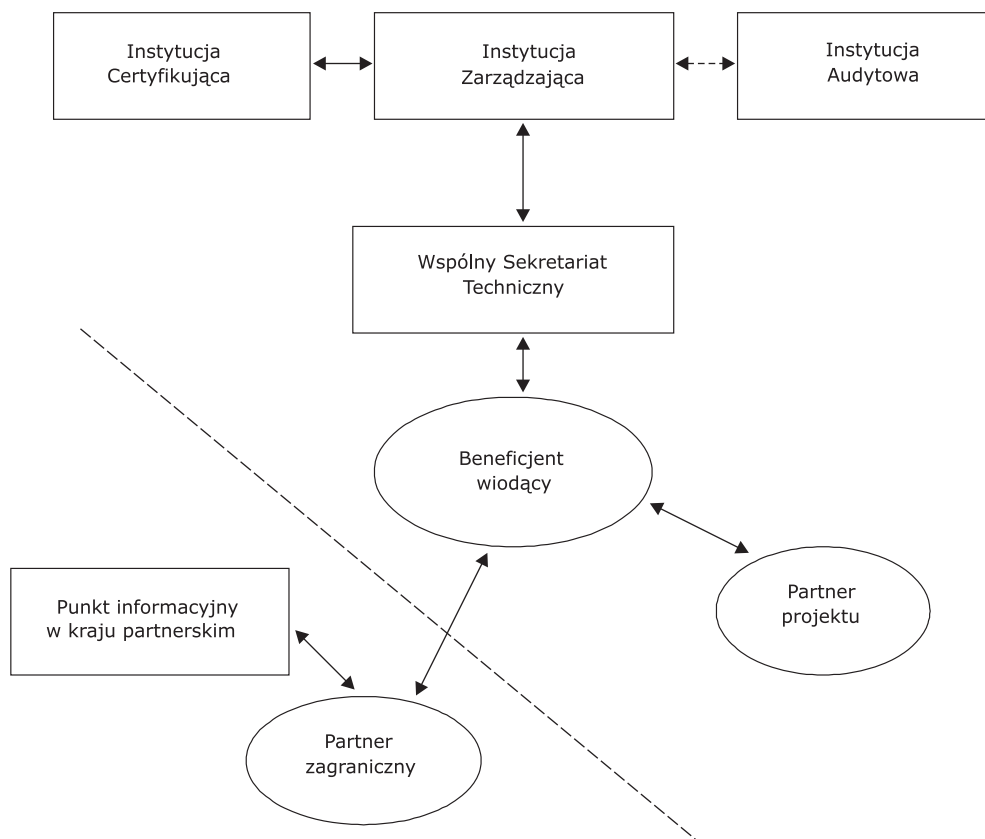 Instytucja
Certyfikująca
Instytucja
Zarządzająca
Instytucja
Audytowa
Wspólny Sekretariat
Techniczny
Beneficjent
wiodący
Partner
projektu
Punkt informacyjny
w kraju partnerskim
Partner
zagraniczny